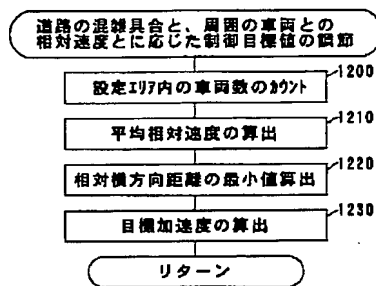 道路の混雑具合と、周囲の車両との
相対速度とに応じた制御目標値の調節
1200
設定エリア内の車両数のカウント
1210
平均相対速度の算出
1220
相対横方向距離の最小値算出
1230
目標加速度の算出
リターン